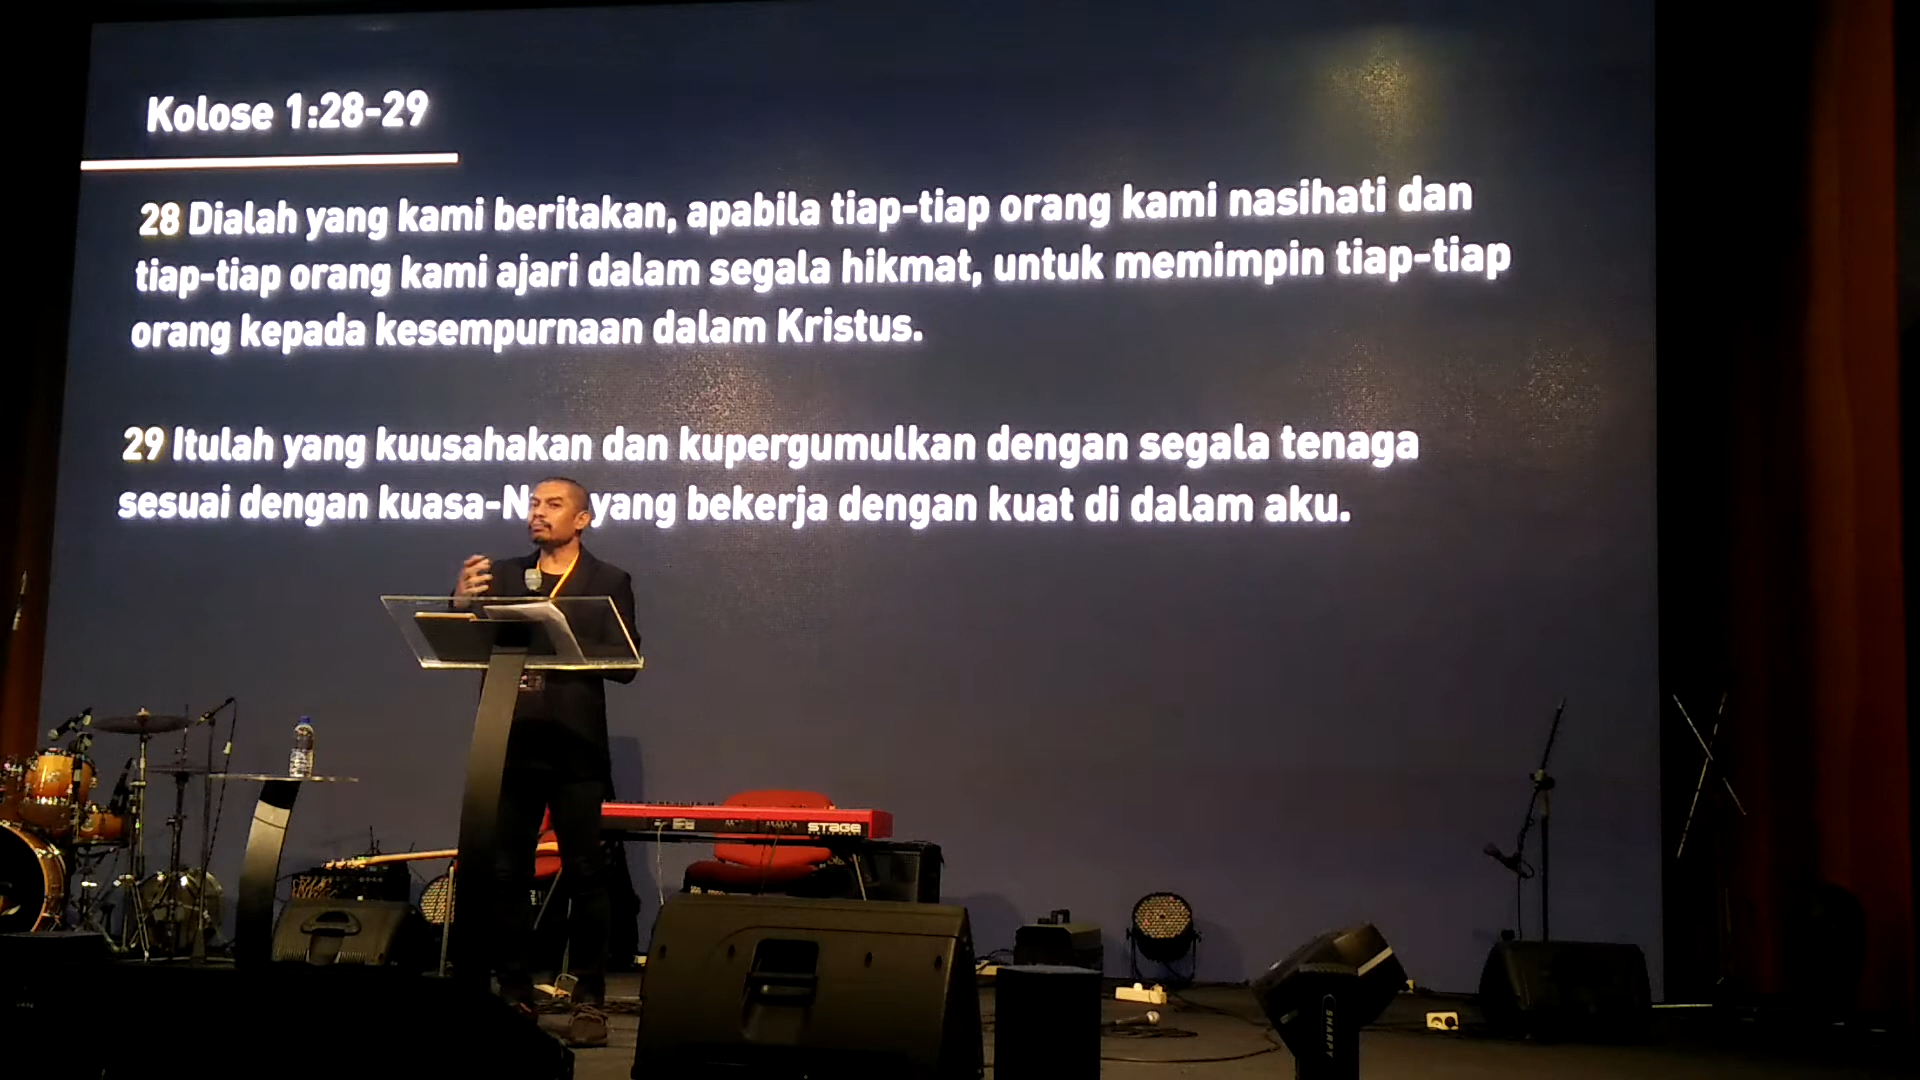 Kolose 1:28-29
28 Dialah yang kami beritakan, apabila tiap-tiap orang kami nasihati dan
tiap-tiap orang kami ajari dalam segala hikmat, untuk memimpin tiap-tiap
orang kepada kesempurnaan dalam Kristus.
29 Itulah yang kuusahakan dan kupergumulkan dengan segala tenaga
sesuai dengan yang bekerja dengan kuat di dalam aku.
STAGE
SHARPY